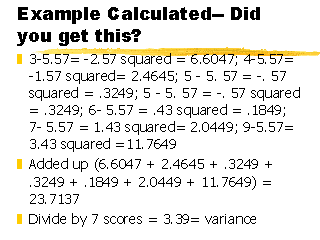 Example Calculated– Did
you get this?
3-5.57= -2.57 squared = 6.6047; 4-5.57=
-1.57 squared= 2.4645; 5 - 5. 57 = -. 57
squared = .3249; 5 - 5. 57 = -. 57 squared
= .3249; 6- 5.57 = .43 squared = .1849;
7- 5.57 = 1.43 squared= 2.0449; 9-5.57=
3.43 squared =11.7649
Added up (6.6047 + 2.4645 + .3249 +
.3249 + .1849 + 2.0449 + 11.7649) =
23.7137
Divide by 7 scores = 3.39= variance